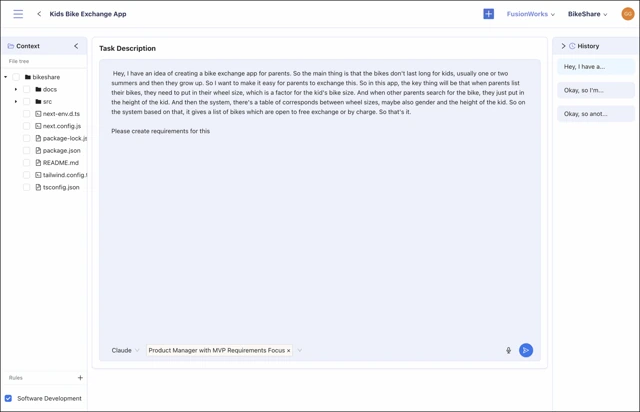 Kids Bike Exchange App
FusionWorks
BikeShare
GC
Context
File tree
bikeshare
docs
src
next-env.d.ts
next.config.js
package-lock.js
package.json
README.md
tailwind.config.t
tsconfig.json
Rules
Software Development
Task Description
Hey, I have an idea of creating a bike exchange app for parents. So the main thing is that the bikes don't last long for kids, usually one or two
summers and then they grow up. So I want to make it easy for parents to exchange this. So in this app, the key thing will be that when parents list
their bikes, they need to put in their wheel size, which is a factor for the kid's bike size. And when other parents search for the bike, they just put in
the height of the kid. And then the system, there's a table of corresponds between wheel sizes, maybe also gender and the height of the kid. So on
the system based on that, it gives a list of bikes which are open to free exchange or by charge. So that's it.
Please create requirements for this
Claude
Product Manager with MVP Requirements Focus ×
History
Hey, I have a...
Okay, so I'm...
Okay, so anot...